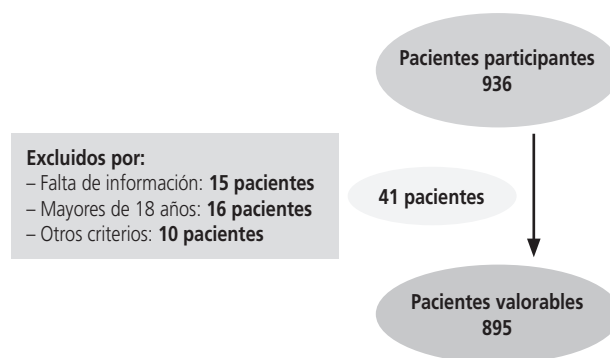 Pacientes participantes
936
Excluidos por:
– Falta de información: 15 pacientes
– Mayores de 18 años: 16 pacientes
– Otros criterios: 10 pacientes
41 pacientes
Pacientes valorables
895